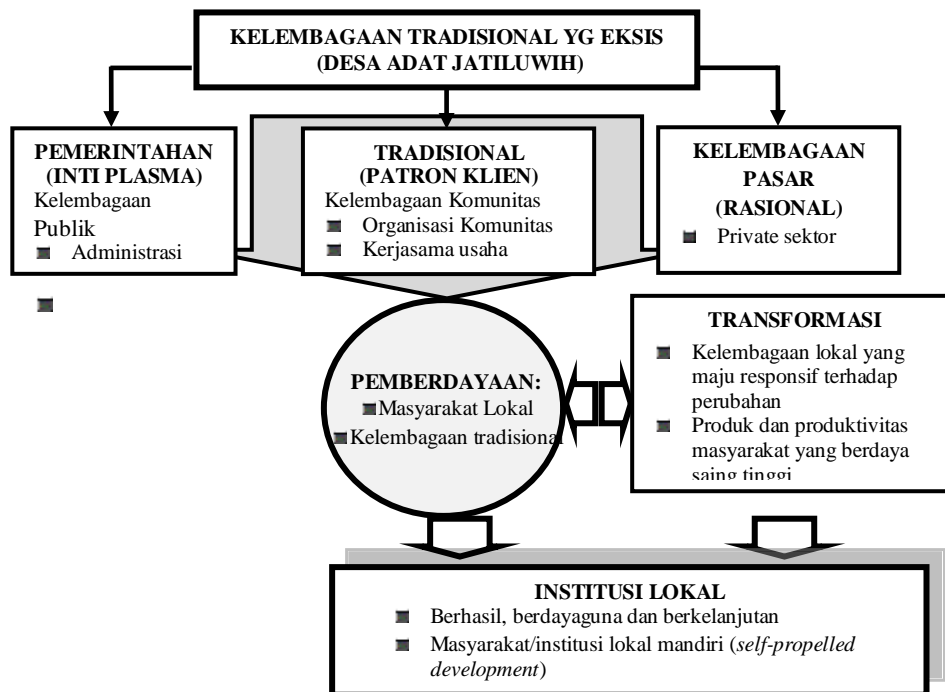 KELEMBAGAAN TRADISIONAL YG EKSIS
(DESA ADAT JATILUWIH)
PEMERINTAHAN
(INTI PLASMA)
Kelembagaan
Publik
Administrasi
TRADISIONAL
(PATRON KLIEN)
Kelembagaan Komunitas
Organisasi Komunitas
Kerjasama usaha
KELEMBAGAAN
PASAR
(RASIONAL)
Private sektor
PEMBERDAYAAN:
Masyarakat Lokal
Kelembagaan tradisional
TRANSFORMASI
Kelembagaan lokal yang
maju responsif terhadap
perubahan
Produk dan produktivitas
masyarakat yang berdaya
saing tinggi
INSTITUSI LOKAL
Berhasil, berdayaguna dan berkelanjutan
Masyarakat/institusi lokal mandiri (self-propelled
development)